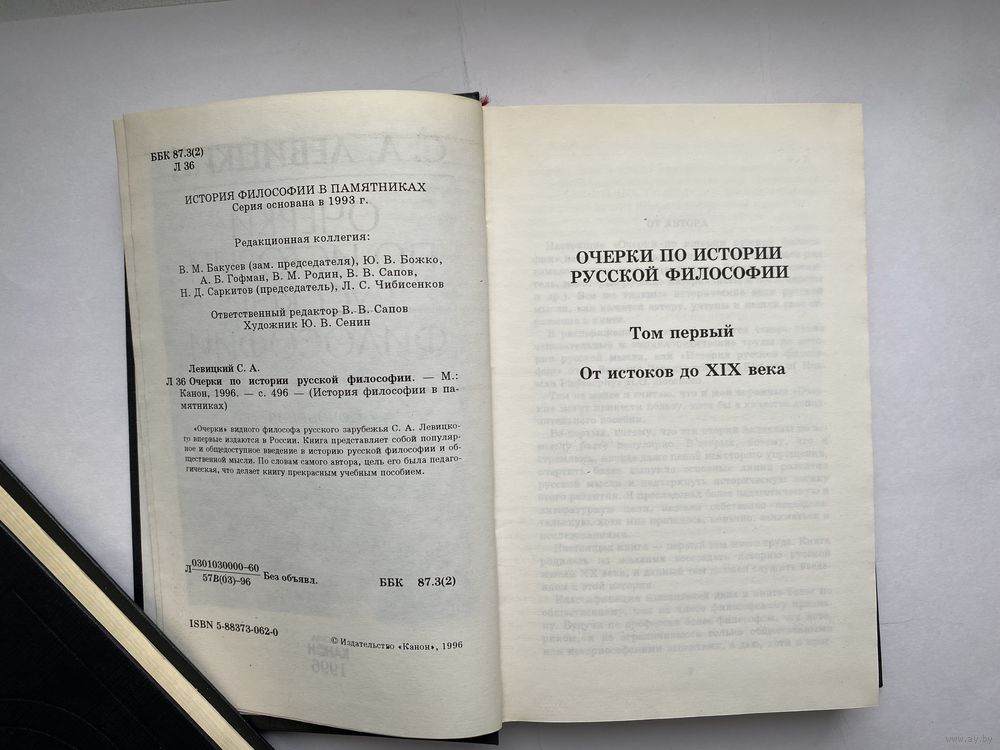 ББК 87.3(2)
Л 36
ИСТОРИЯ ФИЛОСОФИИ В ПАМЯТНИКАХ
Серия основана в 1993 г.
Редакционная коллегия:
В. М. Бакусев (зам. председателя), Ю. В. Божко,
А. Б. Гофман, В. М. Родин, В. В. Сапов,
Н. Д. Саркитов (председатель), Л. С. Чибисенков
Ответственный редактор В. В. Сапов
Художник Ю. В. Сенин
Левицкий С. А.
Л 36 Очерки по истории русской философии. — М.:
Канон, 1996. — с. 496 — (История философии в па-
мятниках)
«Очерки» видного философа русского зарубежья С. А. Левицко-
го впервые издаются в России. Книга представляет собой популяр-
ное и общедоступное введение в историю русской философии и об-
щественной мысли. По словам самого автора, цель его была педаго-
гическая, что делает книгу прекрасным учебным пособием.
Л 0301030000–60
57В(03)–96 Без объявл.
ББК 87.3(2)
ISBN 5-88373-062-0
© Издательство «Канон», 1996
ОЧЕРКИ ПО ИСТОРИИ
РУССКОЙ ФИЛОСОФИИ
Том первый
От истоков до XIX века
www.ay.by